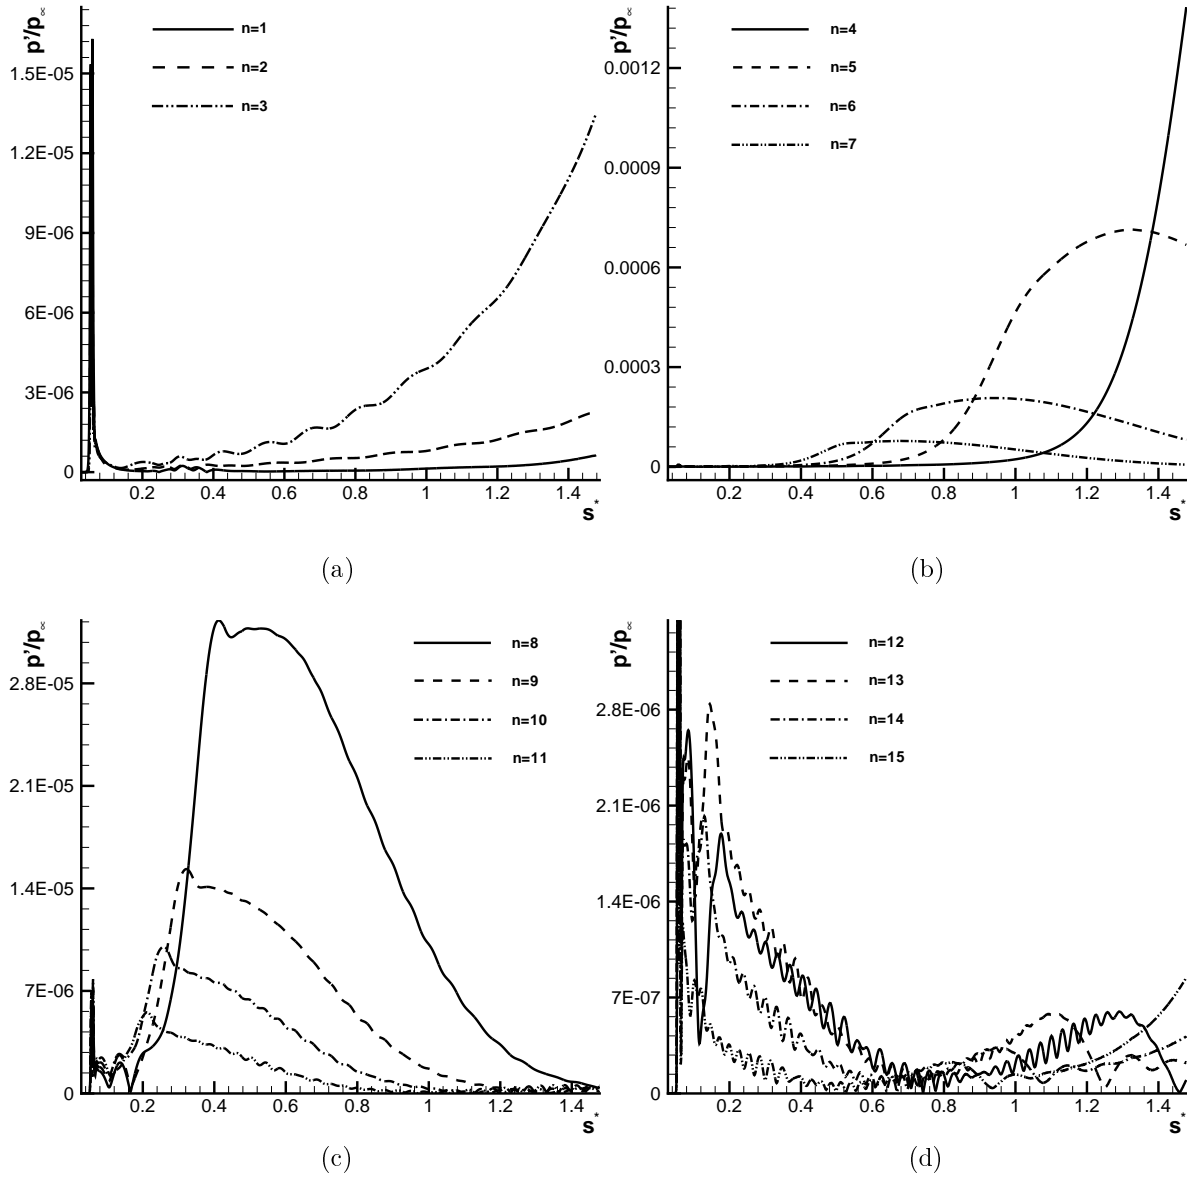 p'/p∝
n=1
n=2
n=3
1.5E-05
1.2E-05
9E-06
6E-06
3E-06
0
0.2 0.4 0.6 0.8 1 1.2 1.4
s*
(a)
p'/p∝
n=4
n=5
n=6
n=7
0.0012
0.0009
0.0006
0.0003
0
0.2 0.4 0.6 0.8 1 1.2 1.4
s*
(b)
p'/p∝
n=8
n=9
n=10
n=11
2.8E-05
2.1E-05
1.4E-05
7E-06
0
0.2 0.4 0.6 0.8 1 1.2 1.4
s*
(c)
p'/p∝
n=12
n=13
n=14
n=15
2.8E-06
2.1E-06
1.4E-06
7E-07
0
0.2 0.4 0.6 0.8 1 1.2 1.4
s*
(d)